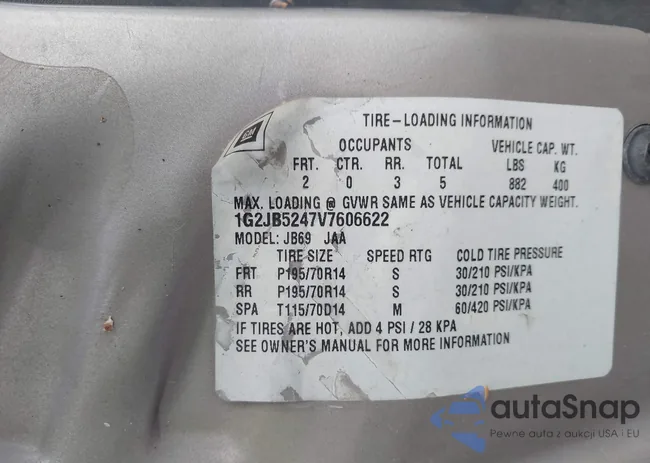 GM
TIRE-LOADING INFORMATION
OCCUPANTS VEHICLE CAP. WT.
FRT. CTR. RR. TOTAL LBS KG
2 0 3 5 882 400
MAX. LOADING @ GVWR SAME AS VEHICLE CAPACITY WEIGHT.
1G2JB5247V7606622
MODEL: JB69 JAA
TIRE SIZE SPEED RTG COLD TIRE PRESSURE
FRT P195/70R14 S 30/210 PSI/KPA
RR P195/70R14 S 30/210 PSI/KPA
SPA T115/70D14 M 60/420 PSI/KPA
IF TIRES ARE HOT, ADD 4 PSI / 28 KPA
SEE OWNER'S MANUAL FOR MORE INFORMATION
autaSnap
Pewne auta z aukcji USA i EU